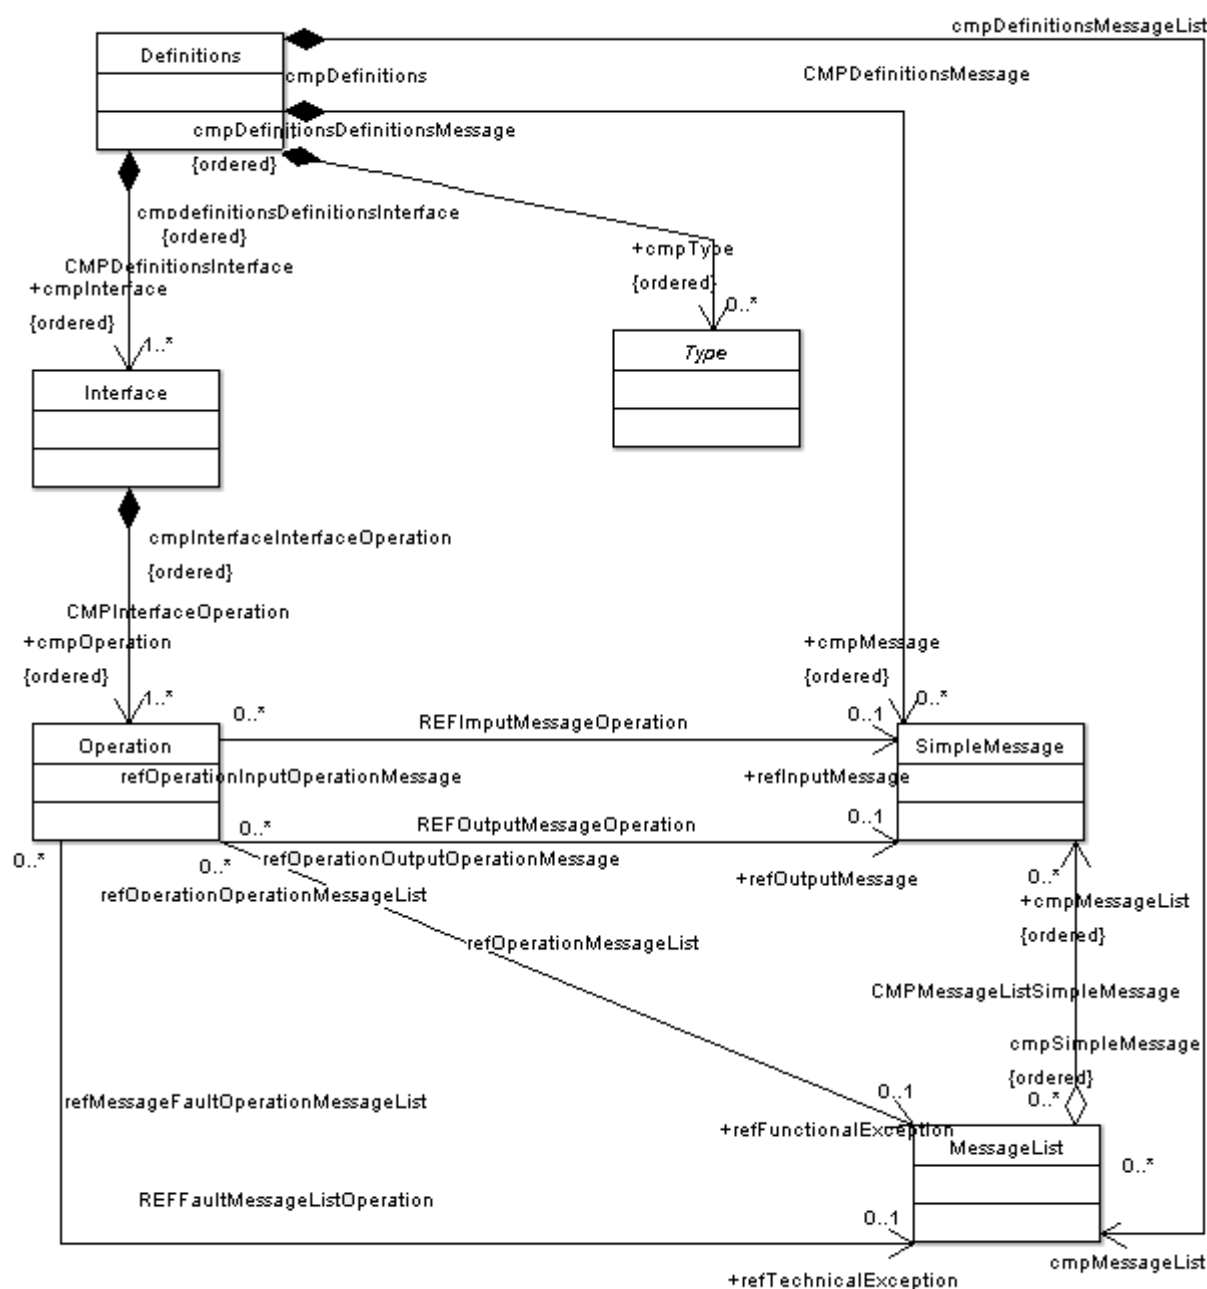 cmpDefinitionsMessageList
Definitions
cmpDefinitions
CMPDefinitionsMessage
cmpDefinitionsDefinitionsMessage
{ordered}
cmpdefinitionsDefinitionsInterface
{ordered}
+cmpType
CMPDefinitionsInterface
{ordered}
+cmpInterface
0..*
{ordered}
1..*
Type
Interface
cmpInterfaceInterfaceOperation
{ordered}
CMPInterfaceOperation
+cmpOperation
+cmpMessage
{ordered}
{ordered}
1..*
0..*
0..*
REFImputMessageOperation
0..1
Operation
SimpleMessage
refOperationInputOperationMessage
+refInputMessage
0..*
REFOutputMessageOperation
0..1
0..*
0..*
refOperationOutputOperationMessage
+refOutputMessage
0..*
refOperationOperationMessageList
+cmpMessageList
{ordered}
refOperationMessageList
CMPMessageListSimpleMessage
cmpSimpleMessage
{ordered}
0..1
0..*
refMessageFaultOperationMessageList
+refFunctionalException
MessageList
0..*
REFFaultMessageListOperation
0..1
cmpMessageList
+refTechnicalException